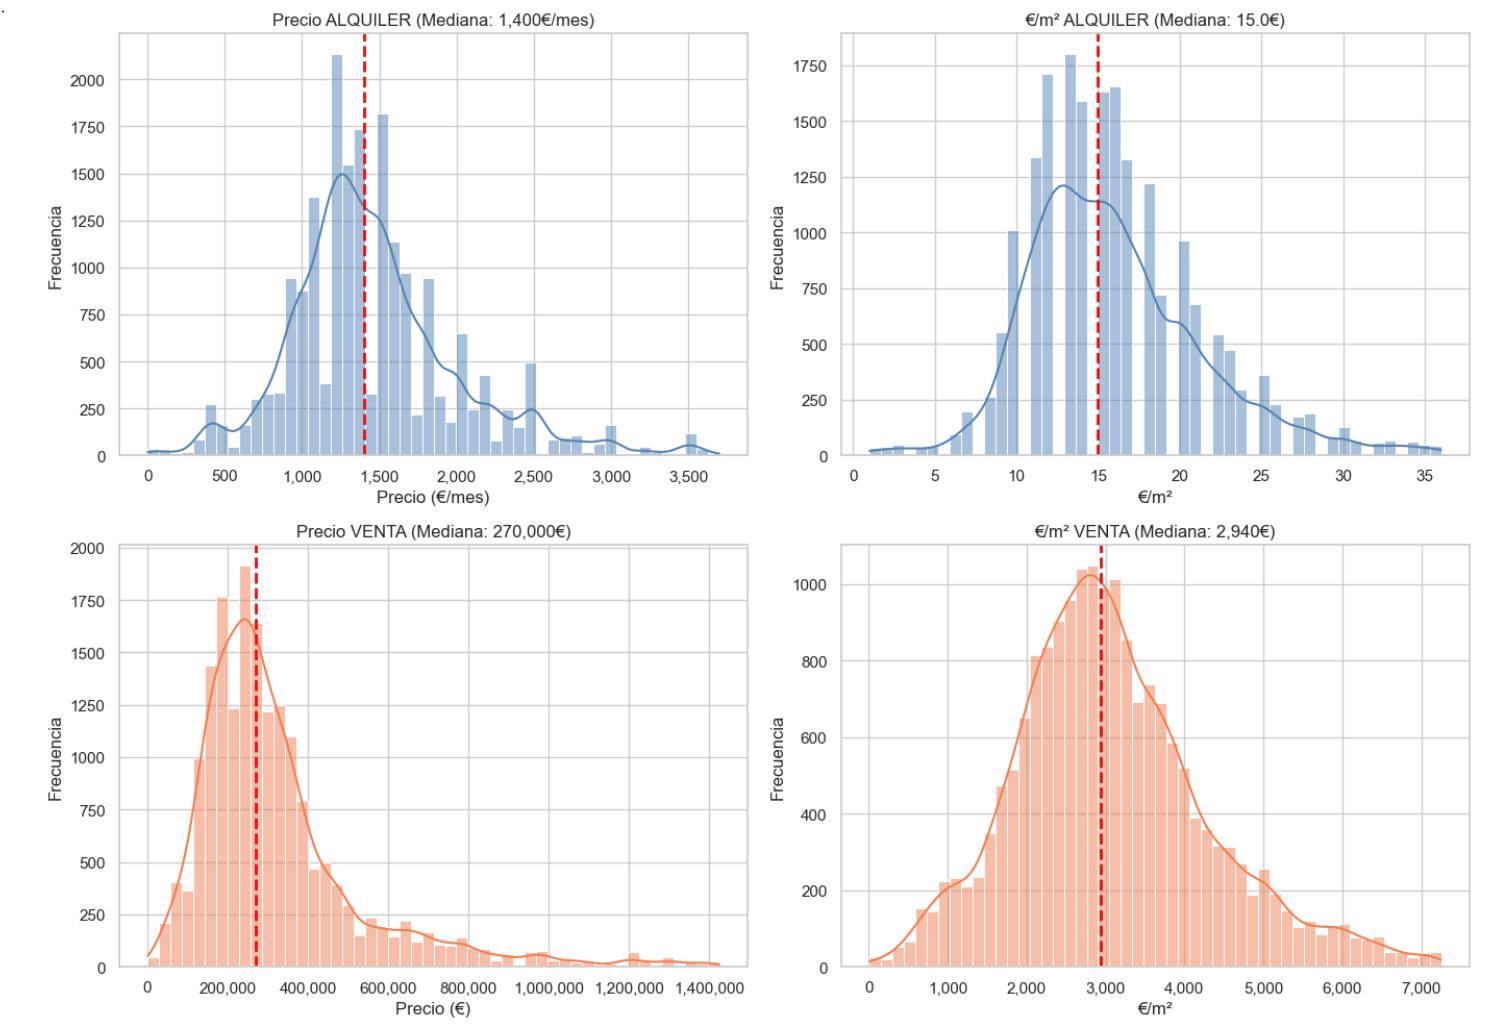 .
Precio ALQUILER (Mediana: 1,400€/mes)
Frecuencia
2000
1750
1500
1250
1000
750
500
250
0
0 500 1,000 1,500 2,000 2,500 3,000 3,500
Precio (€/mes)
€/m² ALQUILER (Mediana: 15.0€)
Frecuencia
1750
1500
1250
1000
750
500
250
0
0 5 10 15 20 25 30 35
€/m²
Precio VENTA (Mediana: 270,000€)
Frecuencia
2000
1750
1500
1250
1000
750
500
250
0
0 200,000 400,000 600,000 800,000 1,000,000 1,200,000 1,400,000
Precio (€)
€/m² VENTA (Mediana: 2,940€)
Frecuencia
1000
800
600
400
200
0
0 1,000 2,000 3,000 4,000 5,000 6,000 7,000
€/m²